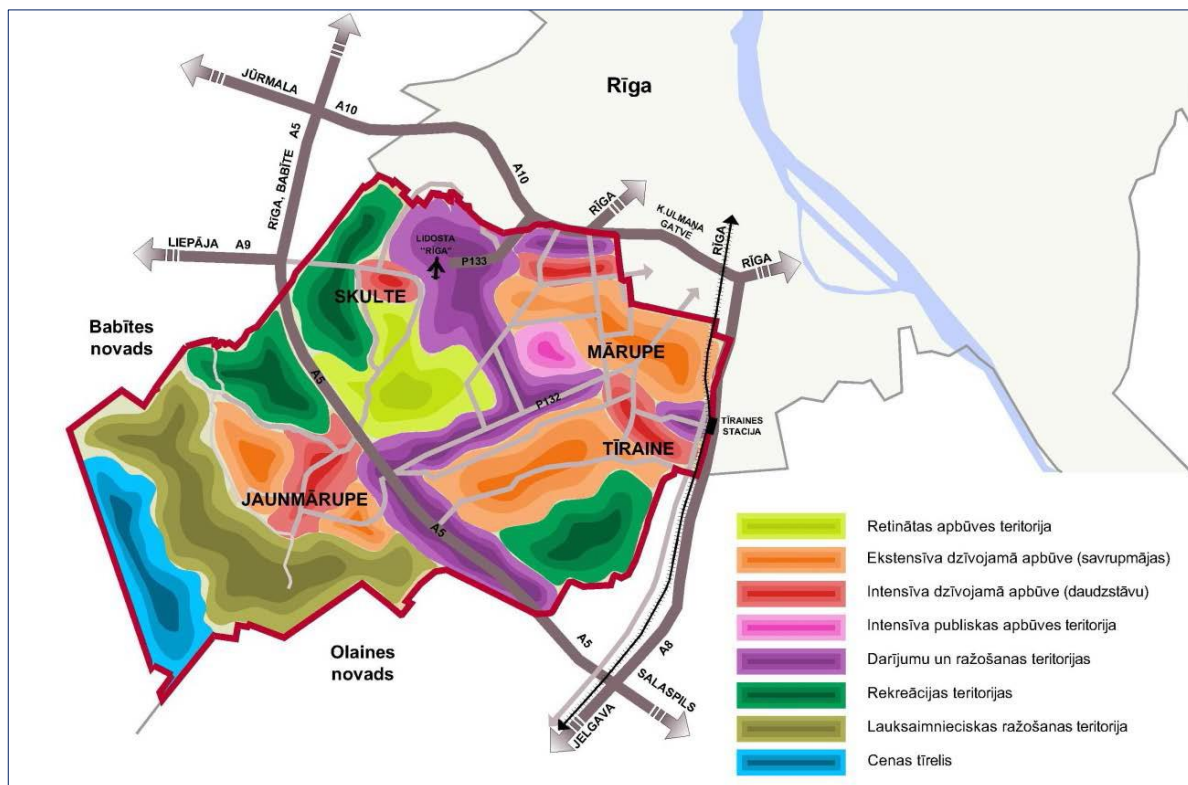 Rīga
JŪRMALA
A10
RĪGA, BABĪTE A5
A10
RĪGA
K.ULMAŅA
GATVE
RĪGA
RĪGA
LIEPĀJA A9
LIDOSTA
"RĪGA"
P133
SKULTE
Babītes
novads
A5
MĀRUPE
P132
TĪRAINES
STACIJA
TĪRAINE
JAUNMĀRUPE
A5
Olaines
novads
A5
A8
SALASPILS
JELGAVA
Retinātas apbūves teritorija
Ekstensīva dzīvojamā apbūve (savrupmājas)
Intensīva dzīvojamā apbūve (daudzstāvu)
Intensīva publiskas apbūves teritorija
Darījumu un ražošanas teritorijas
Rekreācijas teritorijas
Lauksaimnieciskas ražošanas teritorija
Cenas tīrelis